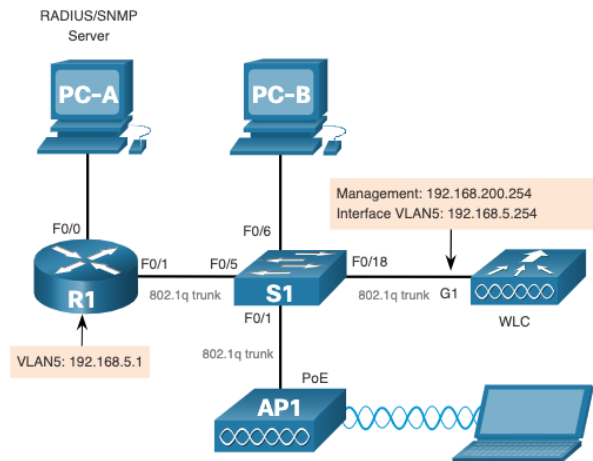 RADIUS/SNMP
Server
PC-A
PC-B
Management: 192.168.200.254
Interface VLAN5: 192.168.5.254
F0/0
F0/6
F0/1
F0/5
F0/18
R1
802.1q trunk
S1
802.1q trunk
G1
WLC
F0/1
VLAN5: 192.168.5.1
802.1q trunk
PoE
AP1